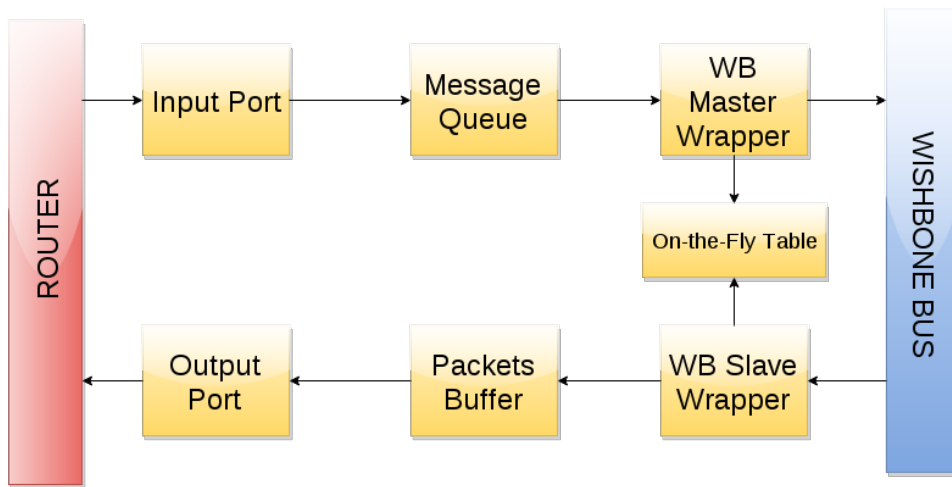 ROUTER
Input Port
Message
Queue
WB
Master
Wrapper
WISHBONE BUS
On-the-Fly Table
Output
Port
Packets
Buffer
WB Slave
Wrapper